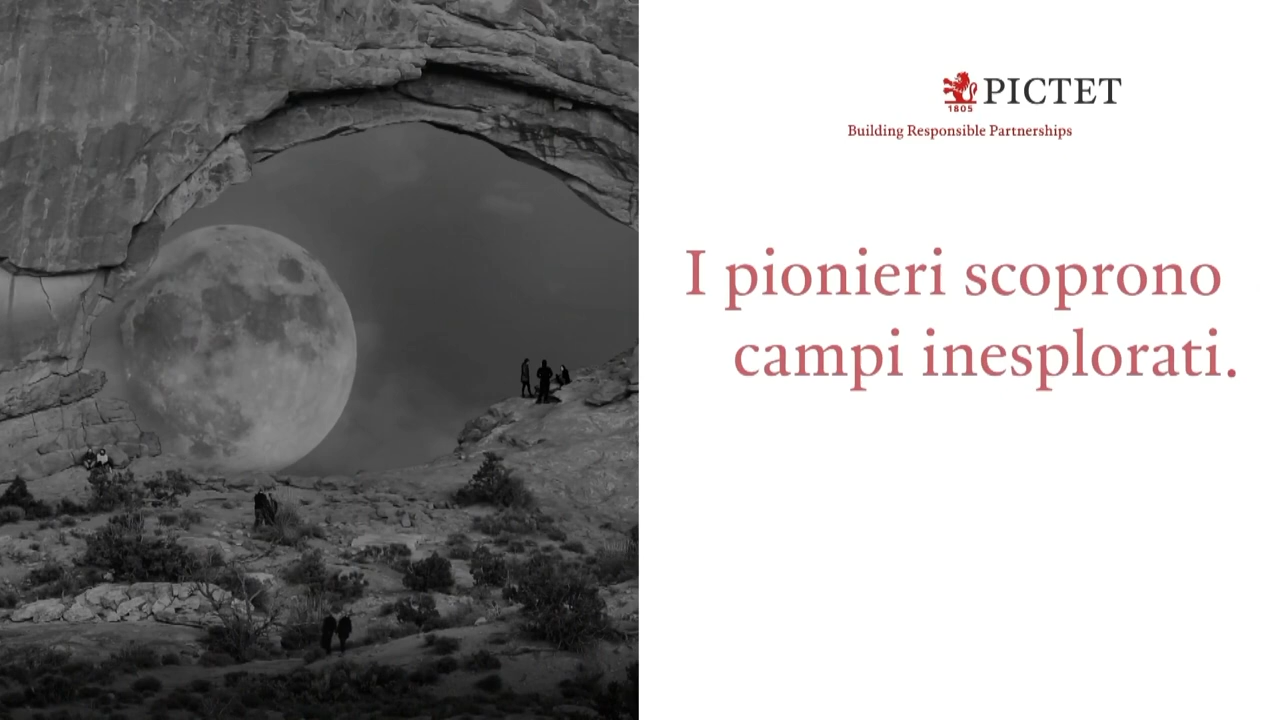 1805
PICTET
Building Responsible Partnerships
I pionieri scoprono
campi inesplorati.